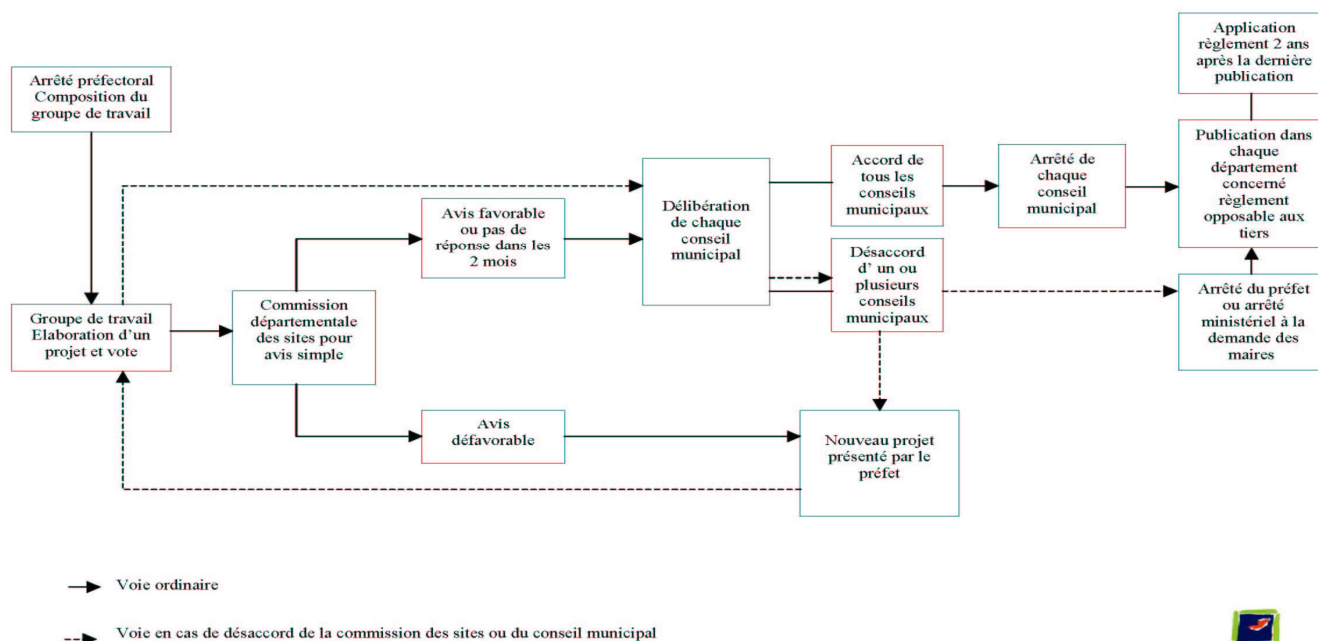 Arrêté préfectoral
Composition du
groupe de travail
Groupe de travail
Elaboration d'un
projet et vote
Commission
départementale
des sites pour
avis simple
Avis favorable
ou pas de
réponse dans les
2 mois
Avis
défavorable
Délibération
de chaque
conseil
municipal
Accord de
tous les
conseils
municipaux
Désaccord
d' un ou
plusieurs
conseils
municipaux
Nouveau projet
présenté par le
préfet
Arrêté de
chaque
conseil
municipal
Application
règlement 2 ans
après la dernière
publication
Publication dans
chaque
département
concerné
règlement
opposable aux
tiers
Arrêté du préfet
ou arrêté
ministériel à la
demande des
maires
Voie ordinaire
Voie en cas de désaccord de la commission des sites ou du conseil municipal